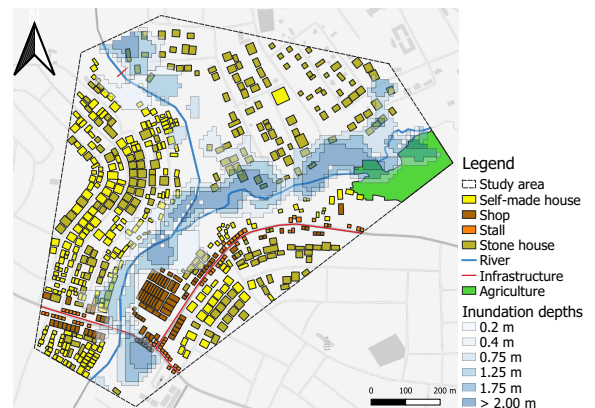 Legend
Study area
Self-made house
Shop
Stall
Stone house
River
Infrastructure
Agriculture
Inundation depths
0.2 m
0.4 m
0.75 m
1.25 m
1.75 m
> 2.00 m
0 100 200 m